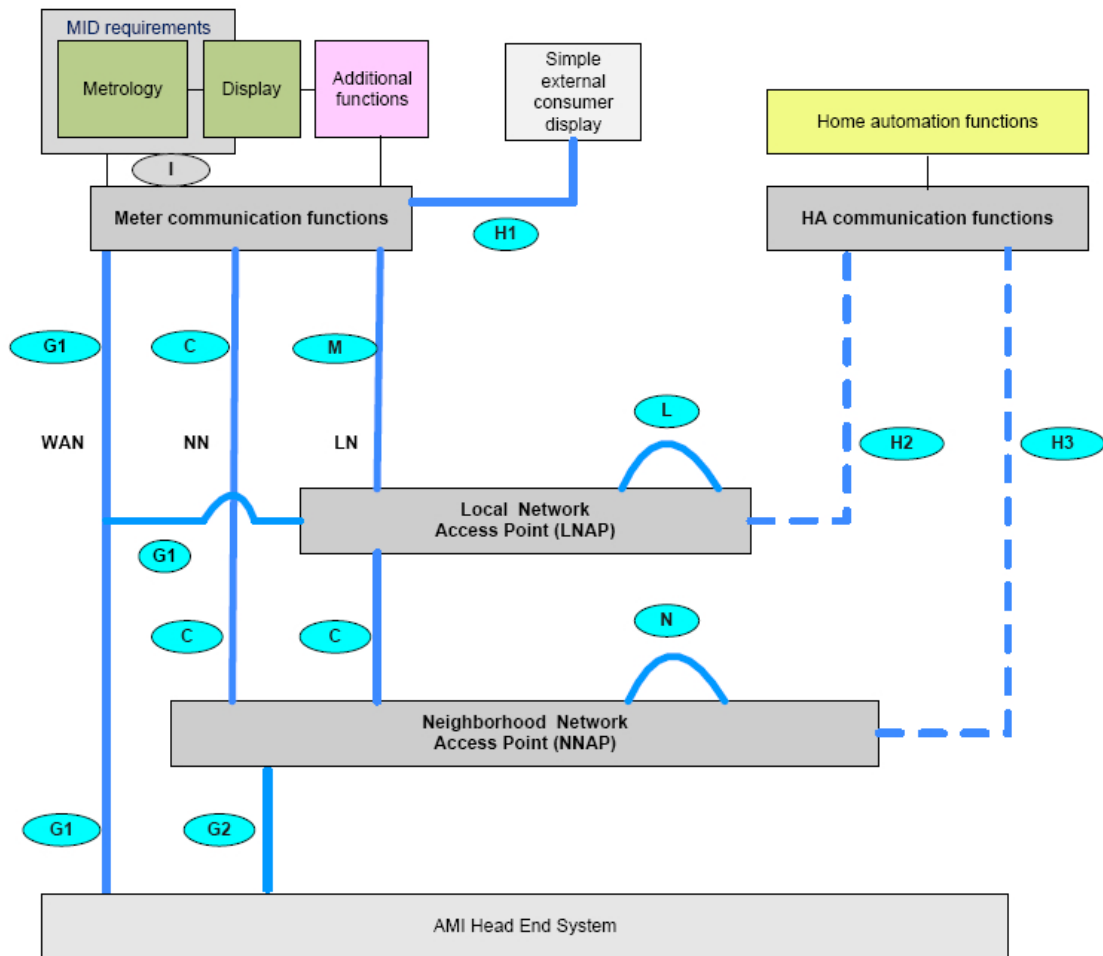 MID requirements
Metrology
Display
Additional
functions
Simple
external
consumer
display
Home automation functions
I
Meter communication functions
H1
HA communication functions
G1
C
M
WAN
NN
LN
L
H2
H3
Local Network
Access Point (LNAP)
G1
C
C
N
Neighborhood Network
Access Point (NNAP)
G1
G2
AMI Head End System